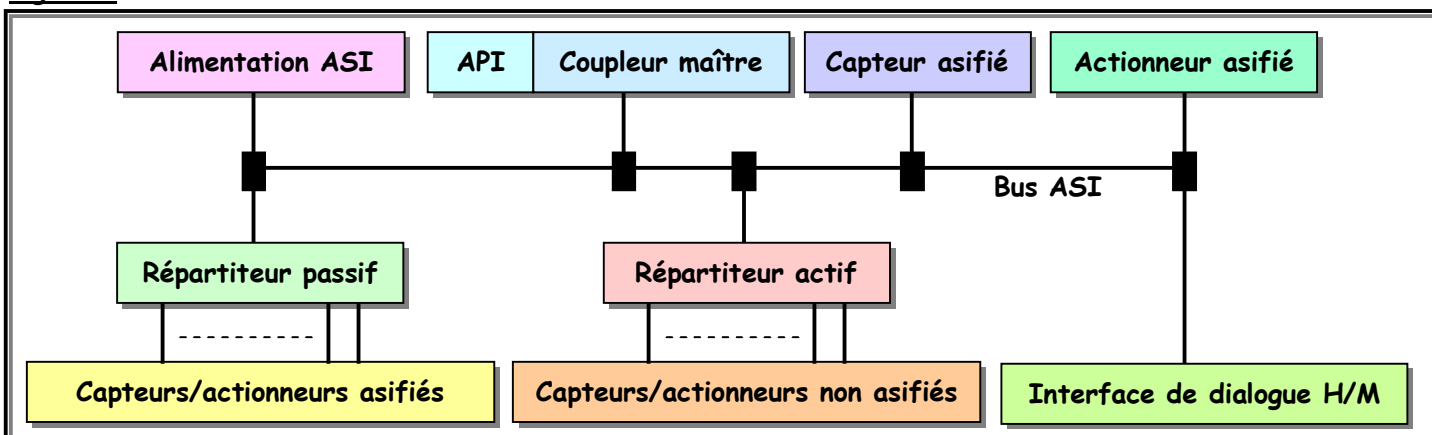 Alimentation ASI
API
Coupleur maître
Capteur asifié
Actionneur asifié
Bus ASI
Répartiteur passif
Répartiteur actif
Capteurs/actionneurs asifiés
Capteurs/actionneurs non asifiés
Interface de dialogue H/M